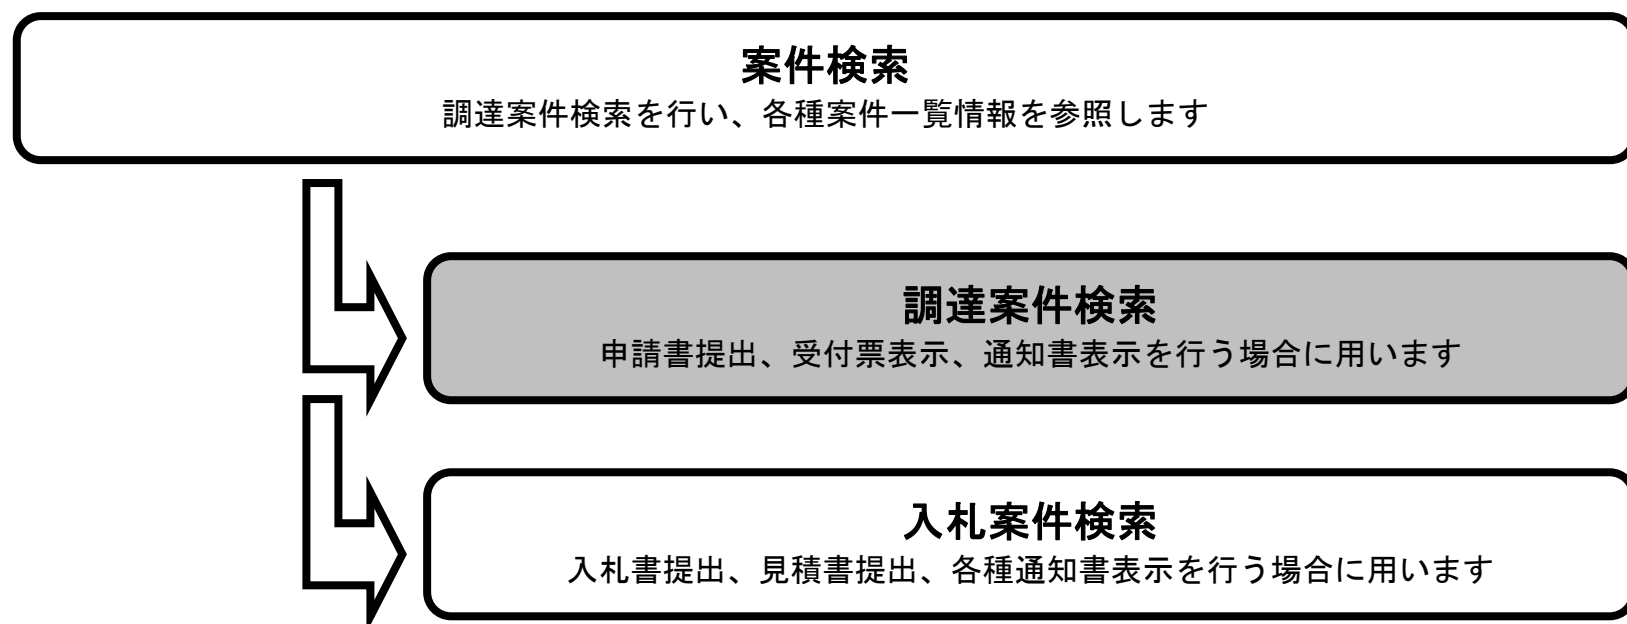 案件検索
調達案件検索を行い、各種案件一覧情報を参照します
調達案件検索
申請書提出、受付票表示、通知書表示を行う場合に用います
入札案件検索
入札書提出、見積書提出、各種通知書表示を行う場合に用います